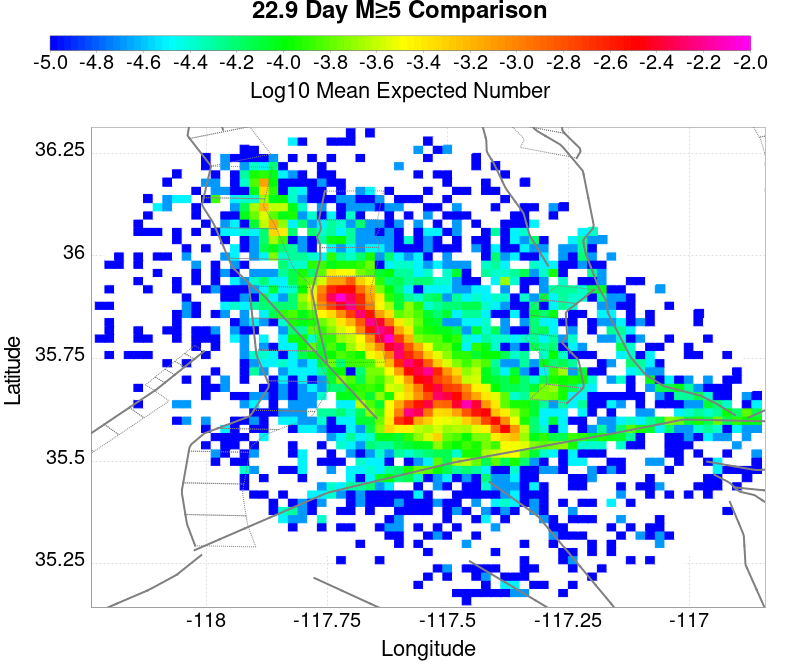 22.9 Day M≥5 Comparison
-5.0 -4.8 -4.6 -4.4 -4.2 -4.0 -3.8 -3.6 -3.4 -3.2 -3.0 -2.8 -2.6 -2.4 -2.2 -2.0
Log10 Mean Expected Number
36.25
36
35.75
35.5
35.25
Latitude
-118 -117.75 -117.5 -117.25 -117
Longitude